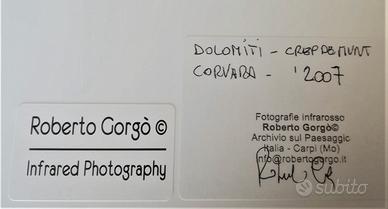 DOLOMITI - CREPDEMUNT
CORVARA - '2007
Roberto Gorgò ©
Infrared Photography
Fotografie infrarosso
Roberto Gorgò©
Archivio sul Paesaggio
Italia - Carpi (Mo)
info@robertogorgo.it
subito